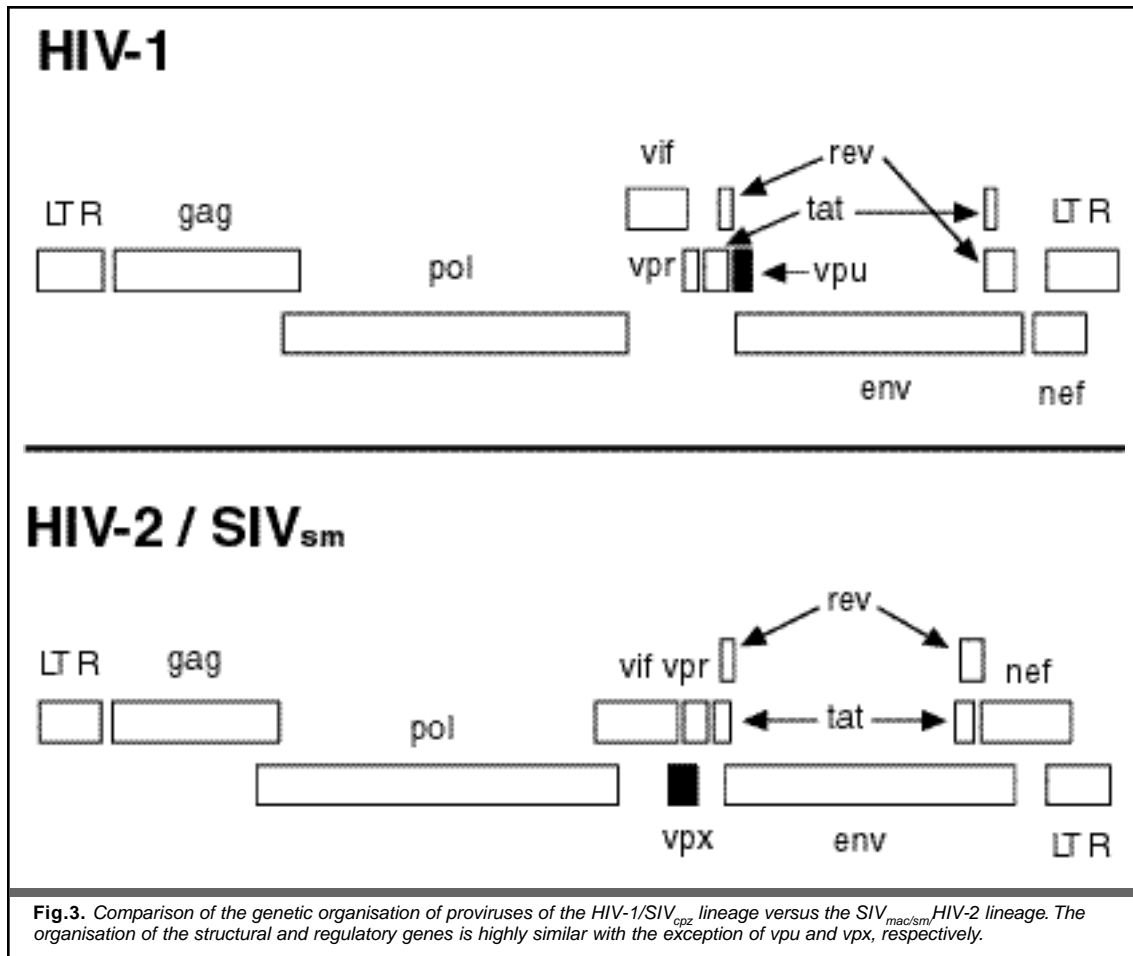 HIV-1
vif
rev
LTR
gag
tat
LTR
pol
vpr
vpu
env
nef
HIV-2 / SIVsm
rev
LTR
gag
vif vpr
nef
pol
tat
vpx
env
LTR
Fig.3. Comparison of the genetic organisation of proviruses of the HIV-1/SIVcpz lineage versus the SIVmac/sm/HIV-2 lineage. The
organisation of the structural and regulatory genes is highly similar with the exception of vpu and vpx, respectively.